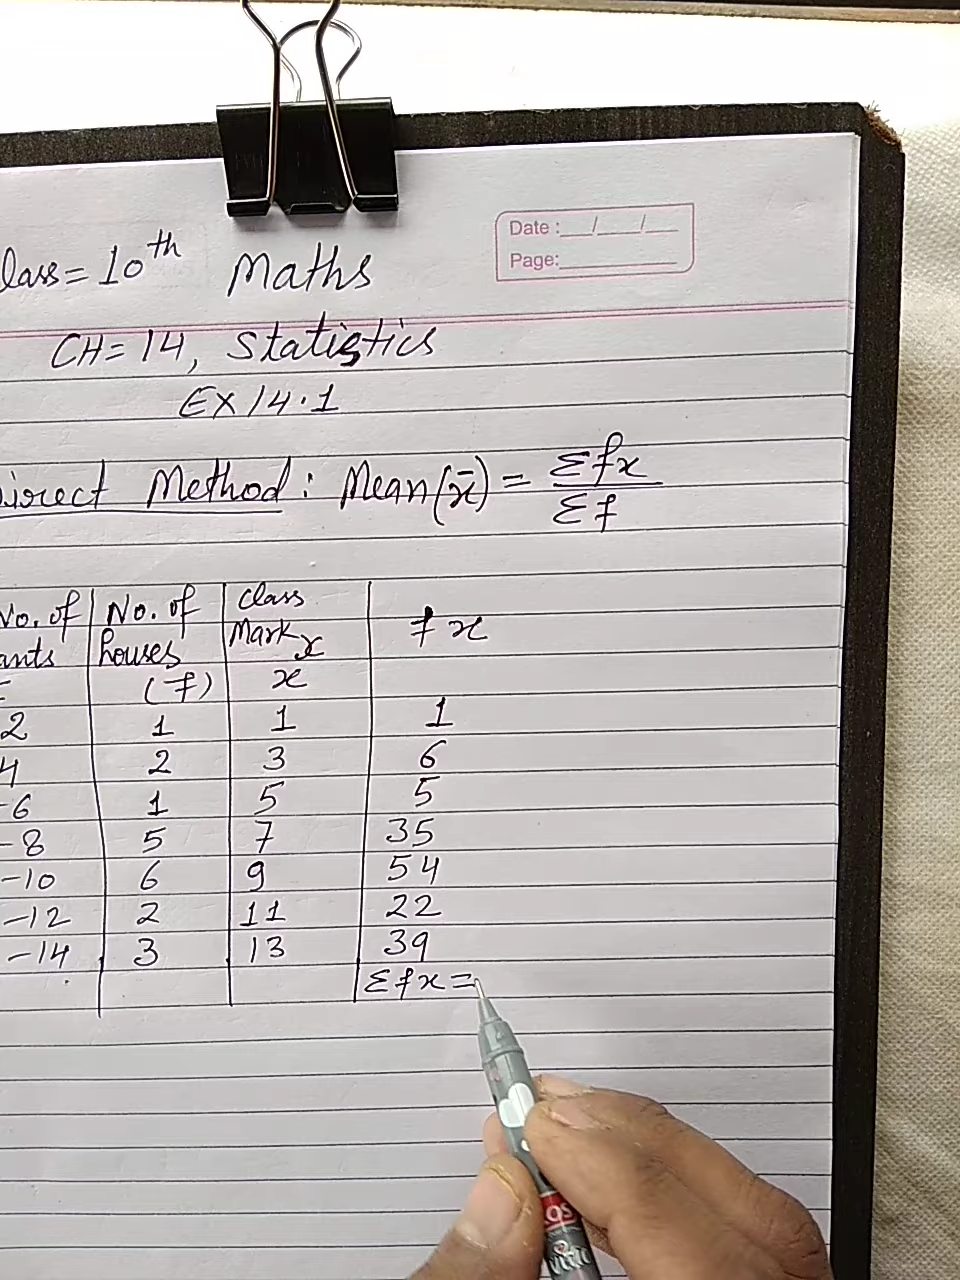 lass = 10th Maths
Date : __/__/__
Page: ________
CH = 14, Statistics
EX 14.1
irect Method : Mean (x̄) = Σfx / Σf
No. of | No. of | Class | fx
ants | houses | Mark x
(f) | x
2 | 1 | 1 | 1
4 | 2 | 3 | 6
-6 | 1 | 5 | 5
-8 | 5 | 7 | 35
-10 | 6 | 9 | 54
-12 | 2 | 11 | 22
-14 | 3 | 13 | 39
Σfx =